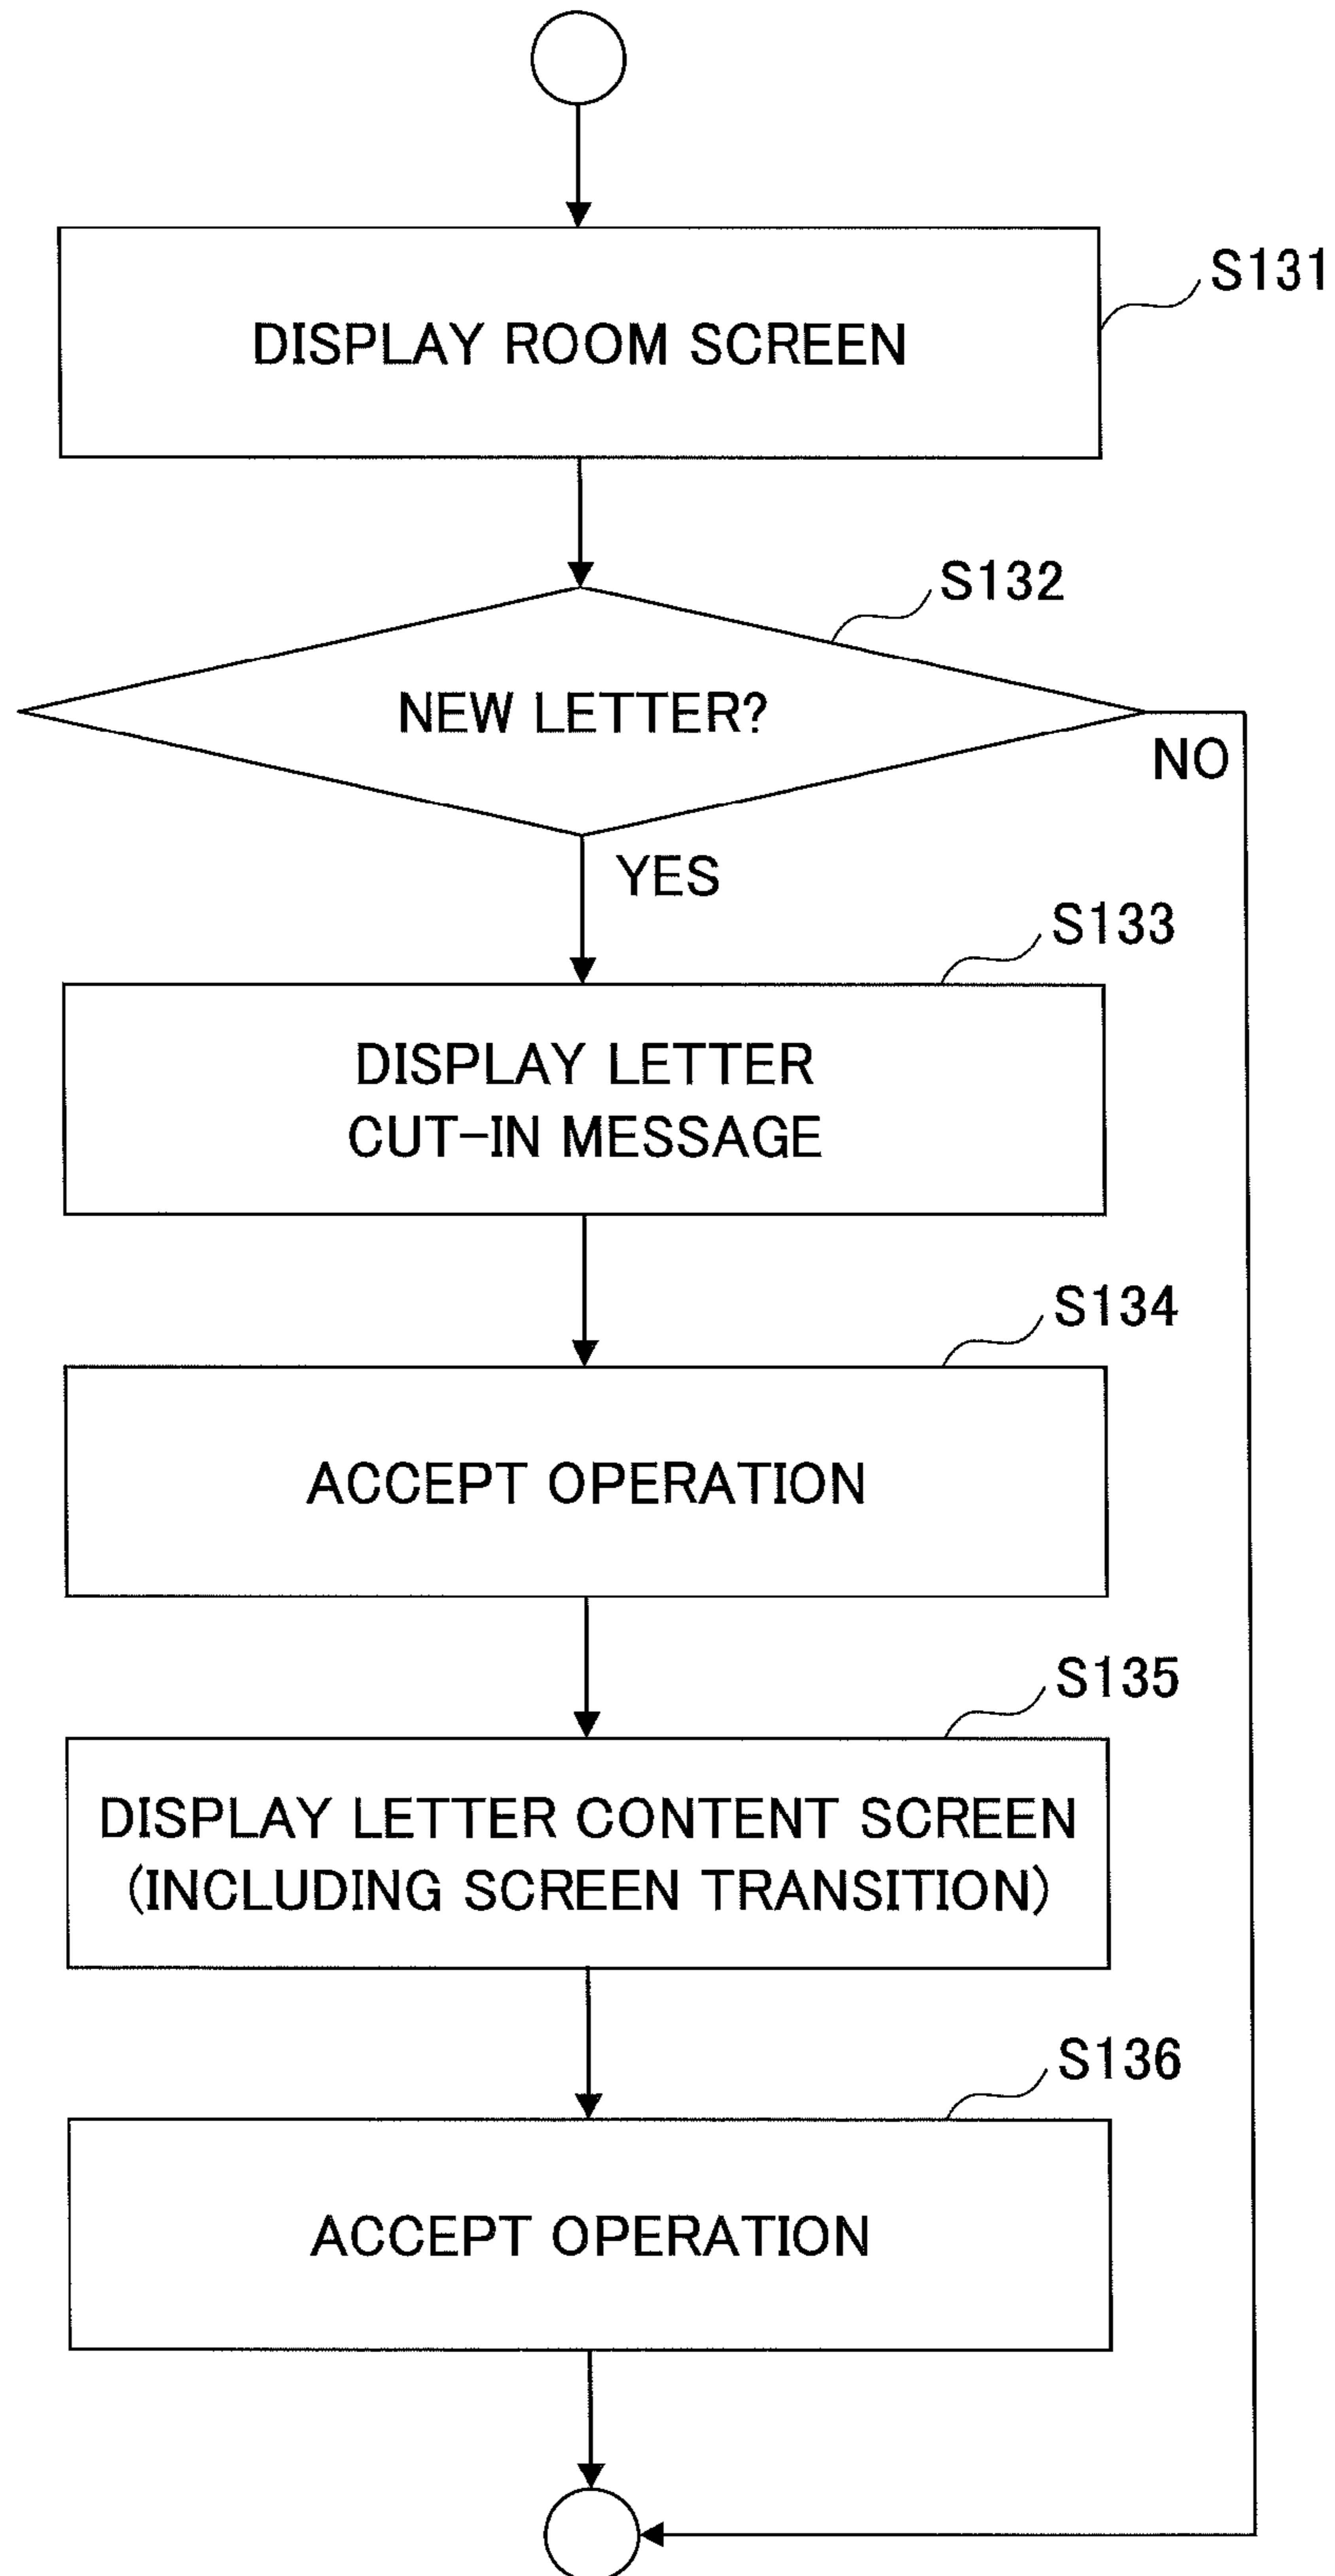 S131
DISPLAY ROOM SCREEN
S132
NEW LETTER?
NO
YES
S133
DISPLAY LETTER
CUT-IN MESSAGE
S134
ACCEPT OPERATION
S135
DISPLAY LETTER CONTENT SCREEN
(INCLUDING SCREEN TRANSITION)
S136
ACCEPT OPERATION